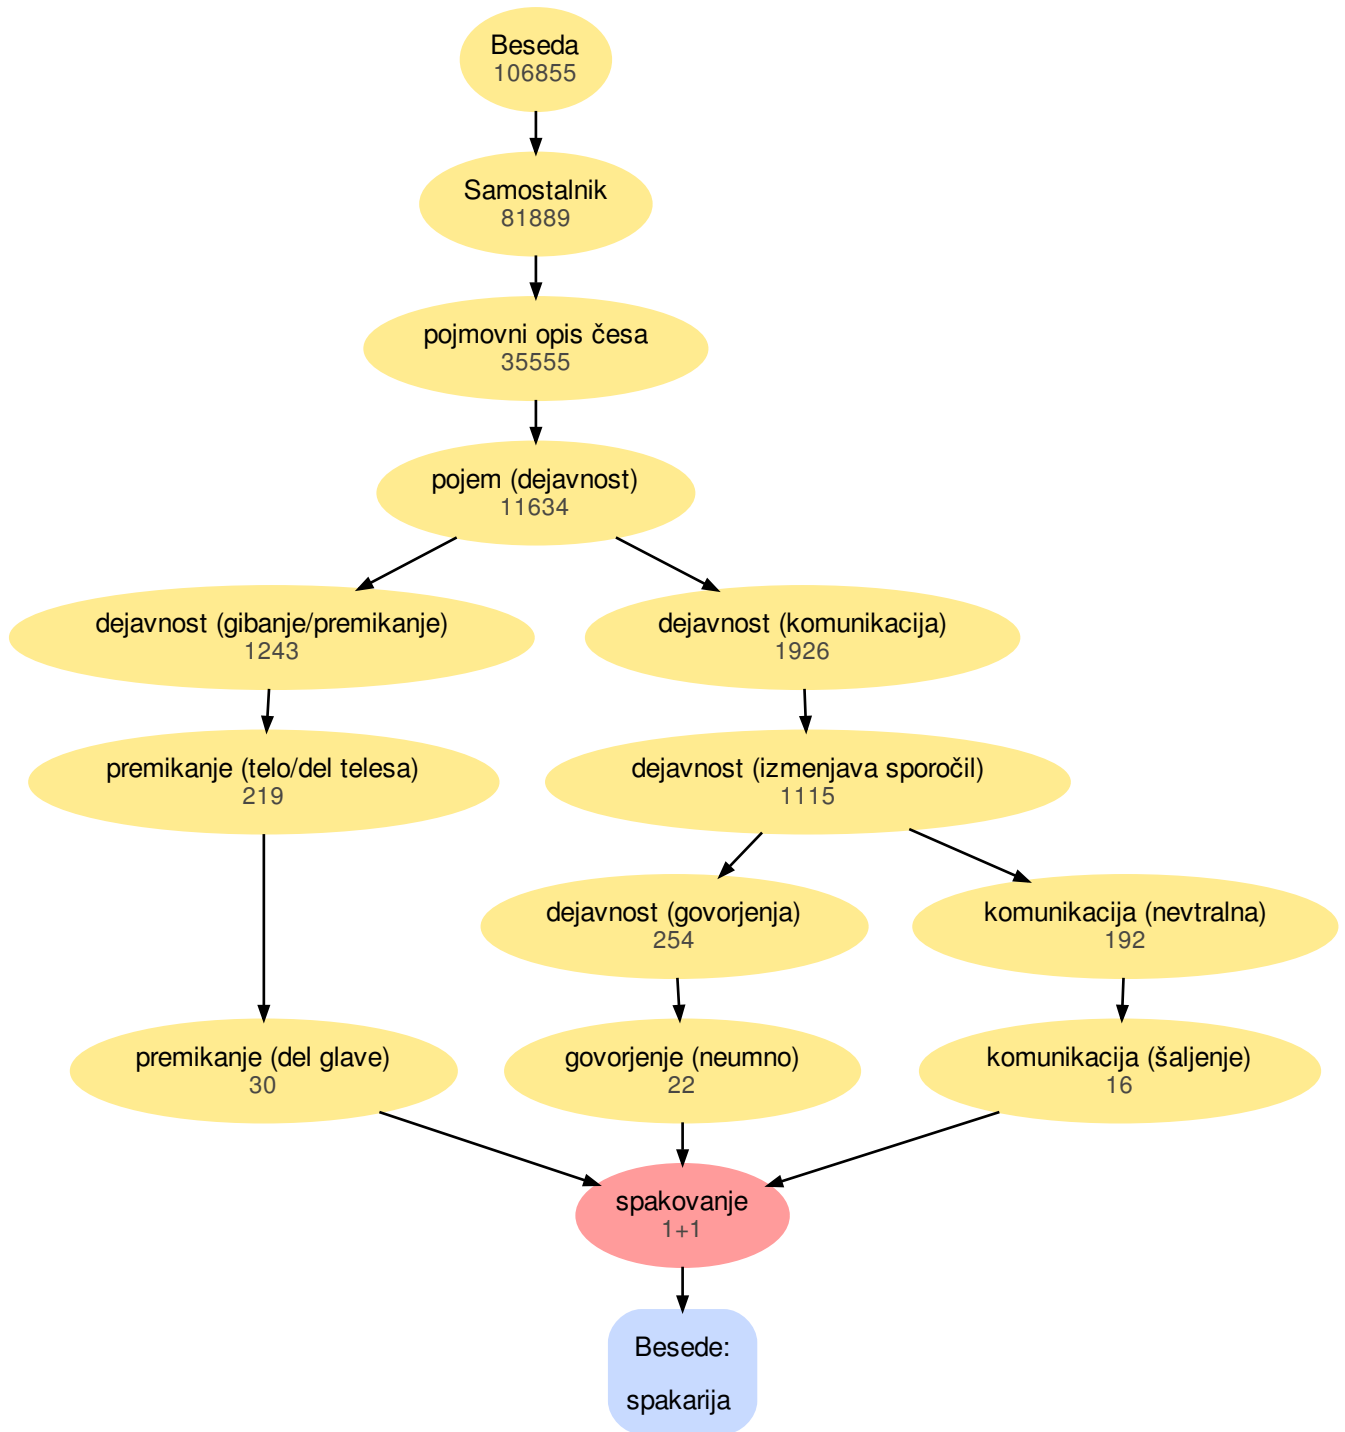 Beseda
106855
Samostalnik
81889
pojmovni opis česa
35555
pojem (dejavnost)
11634
dejavnost (gibanje/premikanje)
1243
dejavnost (komunikacija)
1926
premikanje (telo/del telesa)
219
dejavnost (izmenjava sporočil)
1115
dejavnost (govorjenja)
254
komunikacija (nevtralna)
192
premikanje (del glave)
30
govorjenje (neumno)
22
komunikacija (šaljenje)
16
spakovanje
1+1
Besede:
spakarija